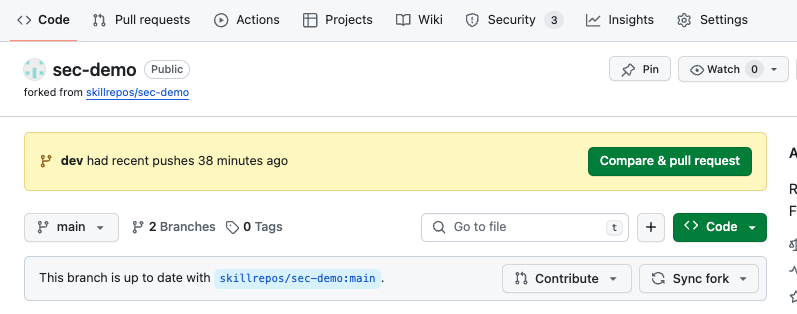 Code Pull requests Actions Projects Wiki Security 3 Insights Settings
sec-demo Public Pin Watch 0
forked from skillrepos/sec-demo
dev had recent pushes 38 minutes ago Compare & pull request
main 2 Branches 0 Tags Go to file t + Code
This branch is up to date with skillrepos/sec-demo:main. Contribute Sync fork